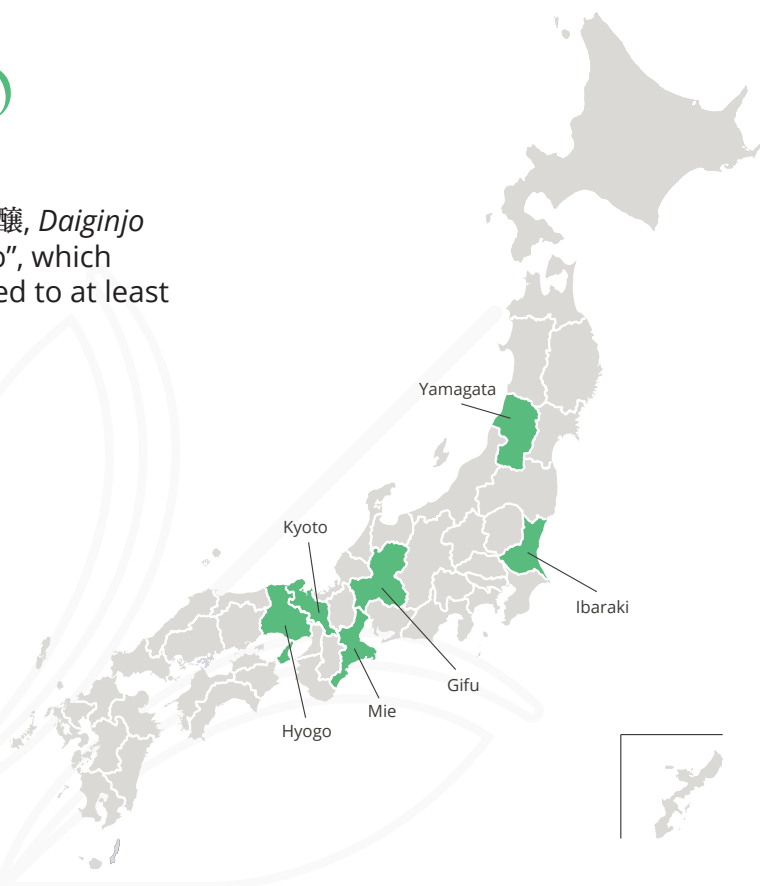 醸, Daiginjo
”, which
ed to at least
Yamagata
Kyoto
Ibaraki
Gifu
Mie
Hyogo